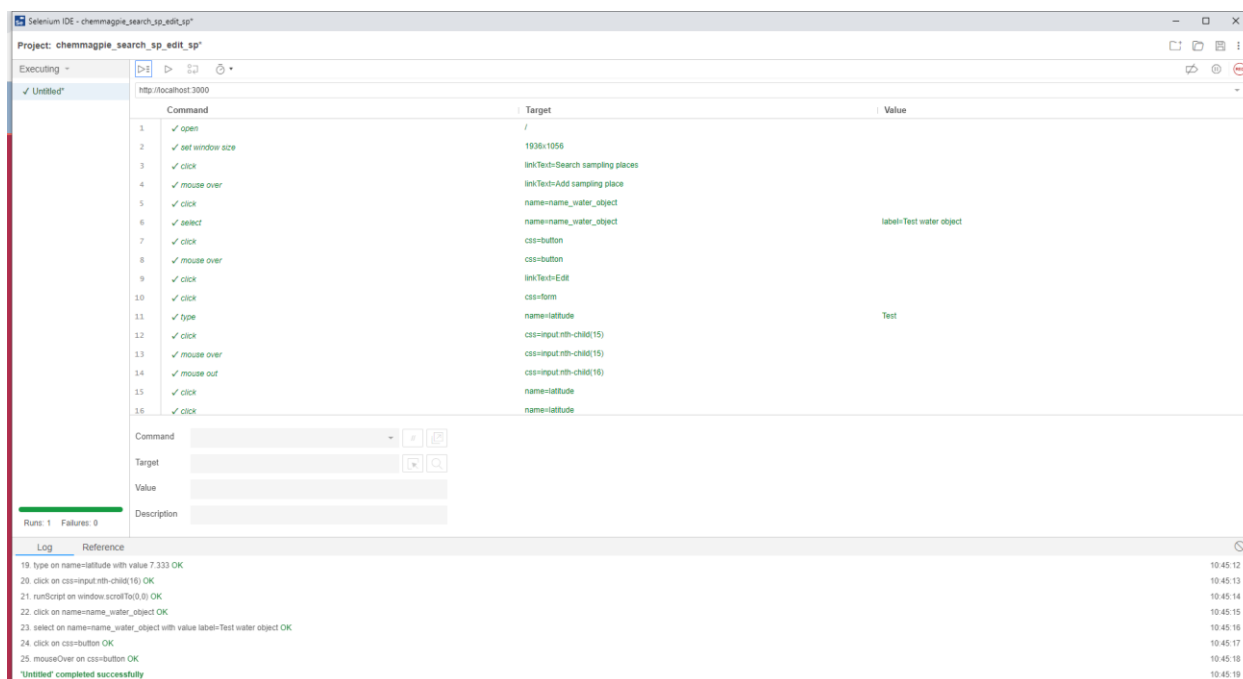 Selenium IDE - chemmagpie_search_sp_edit_sp*
Project: chemmagpie_search_sp_edit_sp*
Executing
✓ Untitled*
http://localhost:3000
Command Target Value
1 ✓ open /
2 ✓ set window size 1936x1056
3 ✓ click linkText=Search sampling places
4 ✓ mouse over linkText=Add sampling place
5 ✓ click name=name_water_object
6 ✓ select name=name_water_object label=Test water object
7 ✓ click css=button
8 ✓ mouse over css=button
9 ✓ click linkText=Edit
10 ✓ click css=form
11 ✓ type name=latitude Test
12 ✓ click css=input:nth-child(15)
13 ✓ mouse over css=input:nth-child(15)
14 ✓ mouse out css=input:nth-child(16)
15 ✓ click name=latitude
16 ✓ click name=latitude
Command
Target
Value
Description
Runs: 1 Failures: 0
Log Reference
19. type on name=latitude with value 7.333 OK 10:45:12
20. click on css=input:nth-child(16) OK 10:45:13
21. runScript on window.scrollTo(0,0) OK 10:45:14
22. click on name=name_water_object OK 10:45:15
23. select on name=name_water_object with value label=Test water object OK 10:45:16
24. click on css=button OK 10:45:17
25. mouseOver on css=button OK 10:45:18
'Untitled' completed successfully 10:45:19